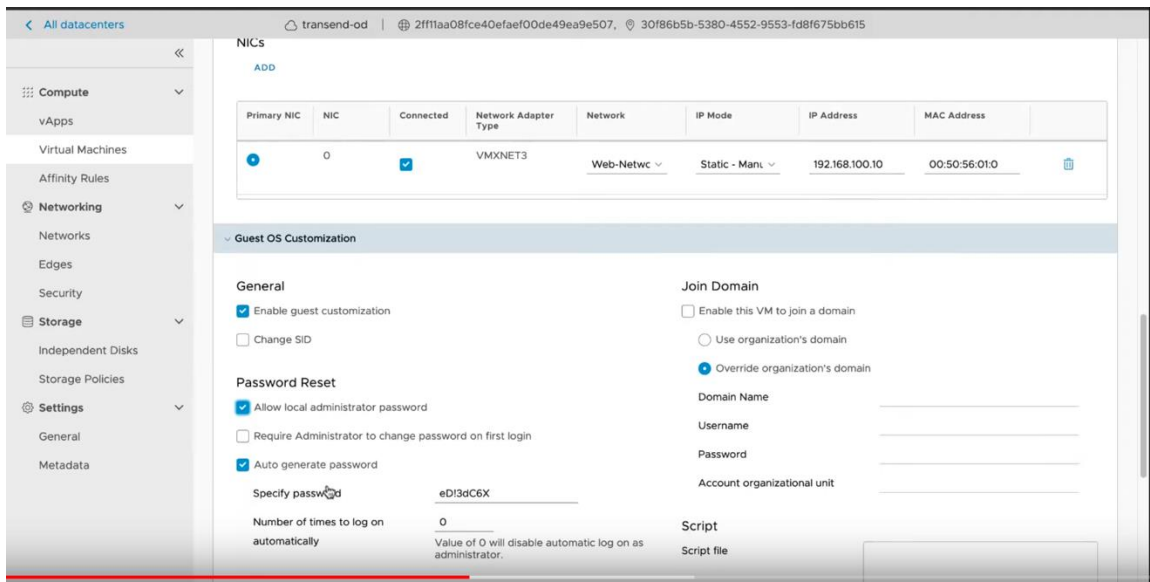 All datacenters
transend-od | 2ff11aa08fce40efaef00de49ea9e507, 30f86b5b-5380-4552-9553-fd8f675bb615
NICs
ADD
Compute
vApps
Virtual Machines
Affinity Rules
Networking
Networks
Edges
Security
Storage
Independent Disks
Storage Policies
Settings
General
Metadata
Primary NIC NIC Connected Network Adapter Type Network IP Mode IP Address MAC Address
0 VMXNET3 Web-Netwc Static - Manu 192.168.100.10 00:50:56:01:0
Guest OS Customization
General
Enable guest customization
Change SID
Password Reset
Allow local administrator password
Require Administrator to change password on first login
Auto generate password
Specify password eD!3dC6X
Number of times to log on automatically 0
Value of 0 will disable automatic log on as
administrator.
Join Domain
Enable this VM to join a domain
Use organization's domain
Override organization's domain
Domain Name
Username
Password
Account organizational unit
Script
Script file